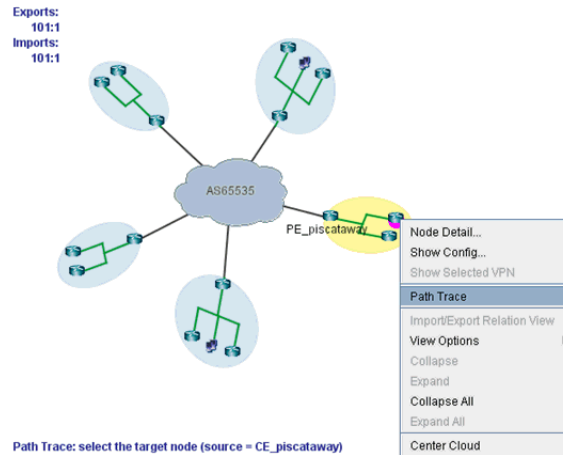 Exports:
101:1
Imports:
101:1
AS65535
PE_piscataway
Node Detail...
Show Config...
Show Selected VPN
Path Trace
Import/Export Relation View
View Options
Collapse
Expand
Collapse All
Expand All
Center Cloud
Path Trace: select the target node (source = CE_piscataway)